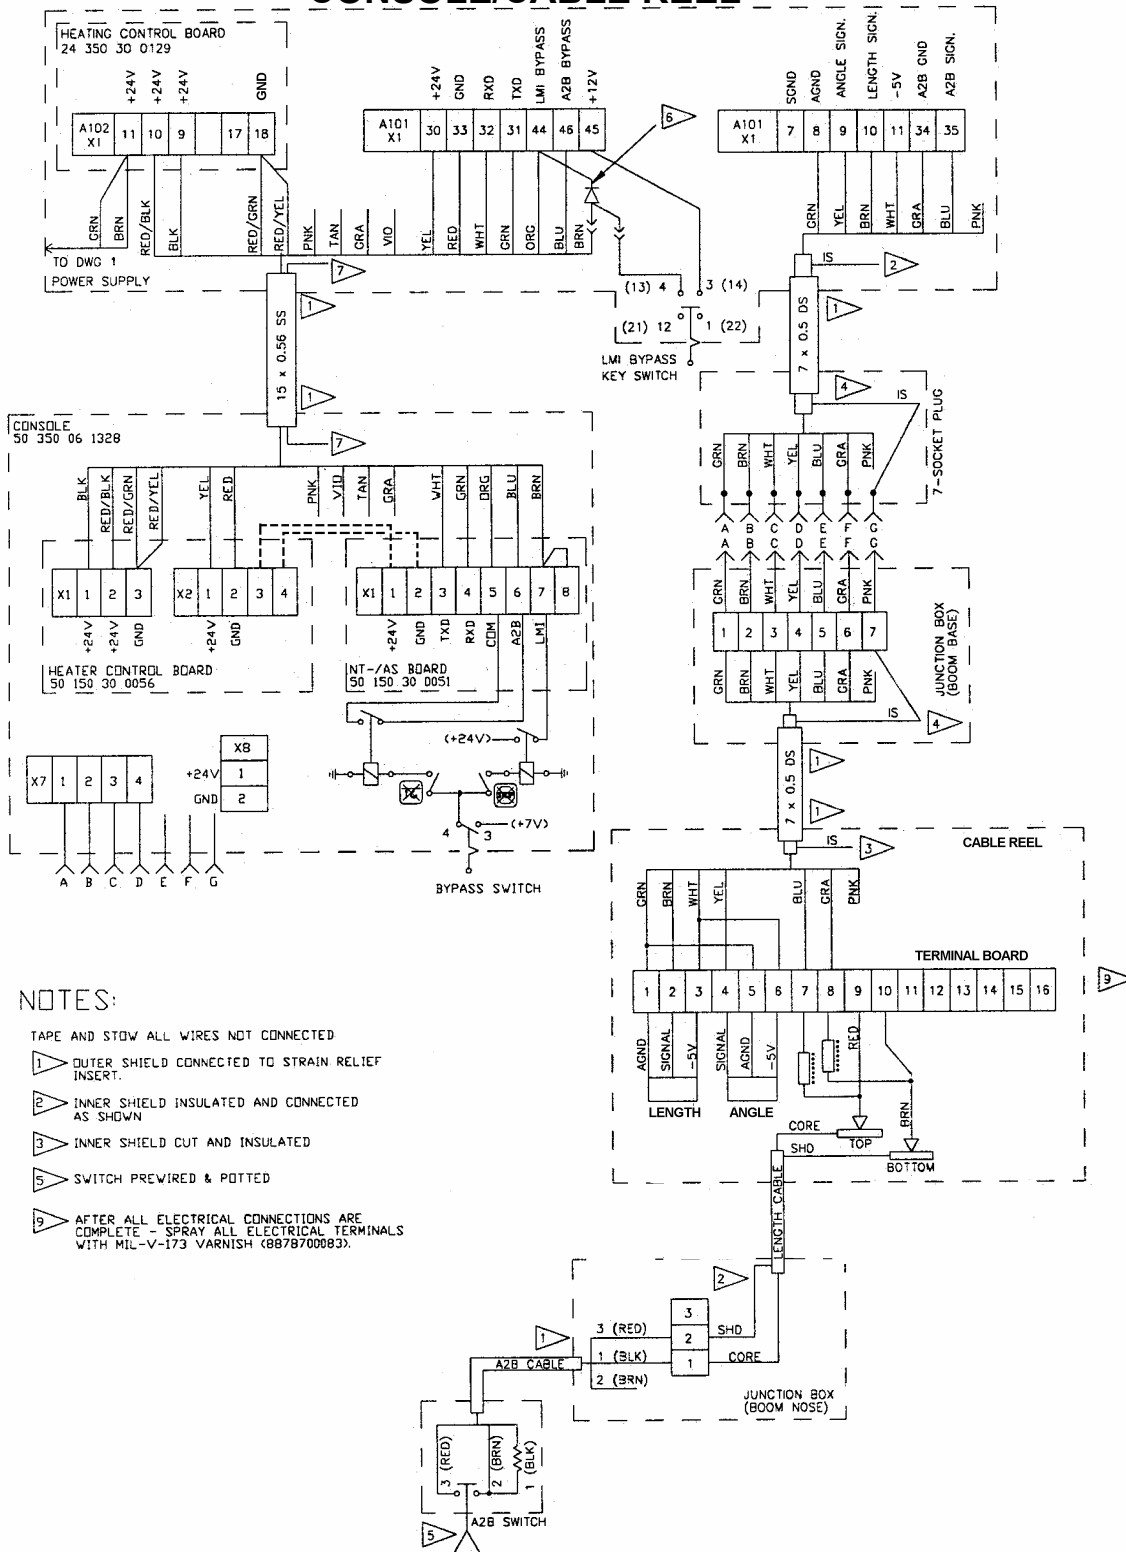 CONSOLE/CABLE REEL
HEATING CONTROL BOARD
24 350 30 0129
+24V
+24V
+24V
GND
A102 X1 11 10 9 17 18
GRN
BRN
RED/BLK
BLK
RED/GRN
RED/YEL
TO DWG 1
POWER SUPPLY
PNK
TAN
GRA
VIO
+24V
GND
RXD
TXD
LMI BYPASS
A2B BYPASS
+12V
A101 X1 30 33 32 31 44 46 45
YEL
RED
WHT
GRN
ORG
BLU
BRN
6
SGND
AGND
ANGLE SIGN.
LENGTH SIGN.
-5V
A2B GND
A2B SIGN.
A101 X1 7 8 9 10 11 34 35
GRN
YEL
BRN
WHT
GRA
BLU
PNK
7
IS
2
1
15 x 0.56 SS
1
7
(13) 4
3 (14)
(21) 12
1 (22)
LMI BYPASS
KEY SWITCH
7 x 0.5 DS
1
4
IS
7-SOCKET PLUG
GRN BRN WHT YEL BLU GRA PNK
A B C D E F G
A B C D E F G
GRN BRN WHT YEL BLU GRA PNK
1 2 3 4 5 6 7
GRN BRN WHT YEL BLU GRA PNK
JUNCTION BOX
(BOOM BASE)
IS
4
CONSOLE
50 350 06 1328
BLK
RED/BLK
RED/GRN
RED/YEL
YEL
RED
PNK
VIO
TAN
GRA
WHT
GRN
ORG
BLU
BRN
X1 1 2 3
+24V
+24V
GND
X2 1 2 3 4
+24V
GND
HEATER CONTROL BOARD
50 150 30 0056
X1 1 2 3 4 5 6 7 8
+24V
GND
TXD
RXD
COM
A2B
LMI
NT-/AS BOARD
50 150 30 0051
(+24V)
4
3
(+7V)
BYPASS SWITCH
X8
+24V 1
GND 2
X7 1 2 3 4
A B C D E F G
7 x 0.5 DS
1
1
IS
3
CABLE REEL
GRN
BRN
WHT
YEL
BLU
GRA
PNK
TERMINAL BOARD
1 2 3 4 5 6 7 8 9 10 11 12 13 14 15 16
9
AGND
SIGNAL
-5V
SIGNAL
AGND
-5V
RED
BRN
LENGTH
ANGLE
CORE
TOP
SHD
BOTTOM
LENGTH CABLE
NOTES:
TAPE AND STOW ALL WIRES NOT CONNECTED
1 OUTER SHIELD CONNECTED TO STRAIN RELIEF
INSERT.
2 INNER SHIELD INSULATED AND CONNECTED
AS SHOWN
3 INNER SHIELD CUT AND INSULATED
5 SWITCH PREWIRED & POTTED
9 AFTER ALL ELECTRICAL CONNECTIONS ARE
COMPLETE - SPRAY ALL ELECTRICAL TERMINALS
WITH MIL-V-173 VARNISH (8878700083).
2
1
3 (RED)
1 (BLK)
2 (BRN)
3
2
1
SHD
CORE
A2B CABLE
JUNCTION BOX
(BOOM NOSE)
3 (RED)
2 (BRN)
1 (BLK)
A2B SWITCH
5